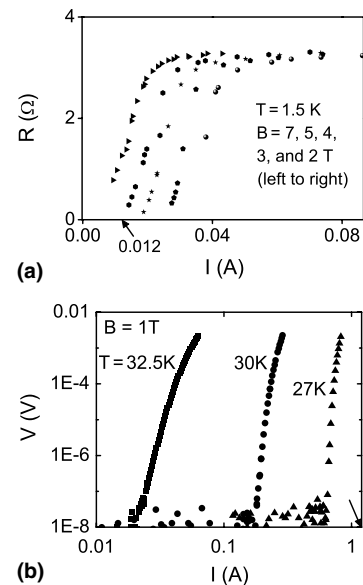 4
2
0
R (Ω)
T = 1.5 K
B = 7, 5, 4,
3, and 2 T
(left to right)
0.00 0.04 0.08
0.012
I (A)
(a)
0.01
1E-4
1E-6
1E-8
V (V)
B = 1T
T = 32.5K 30K
27K
0.01 0.1 1
I (A)
(b)